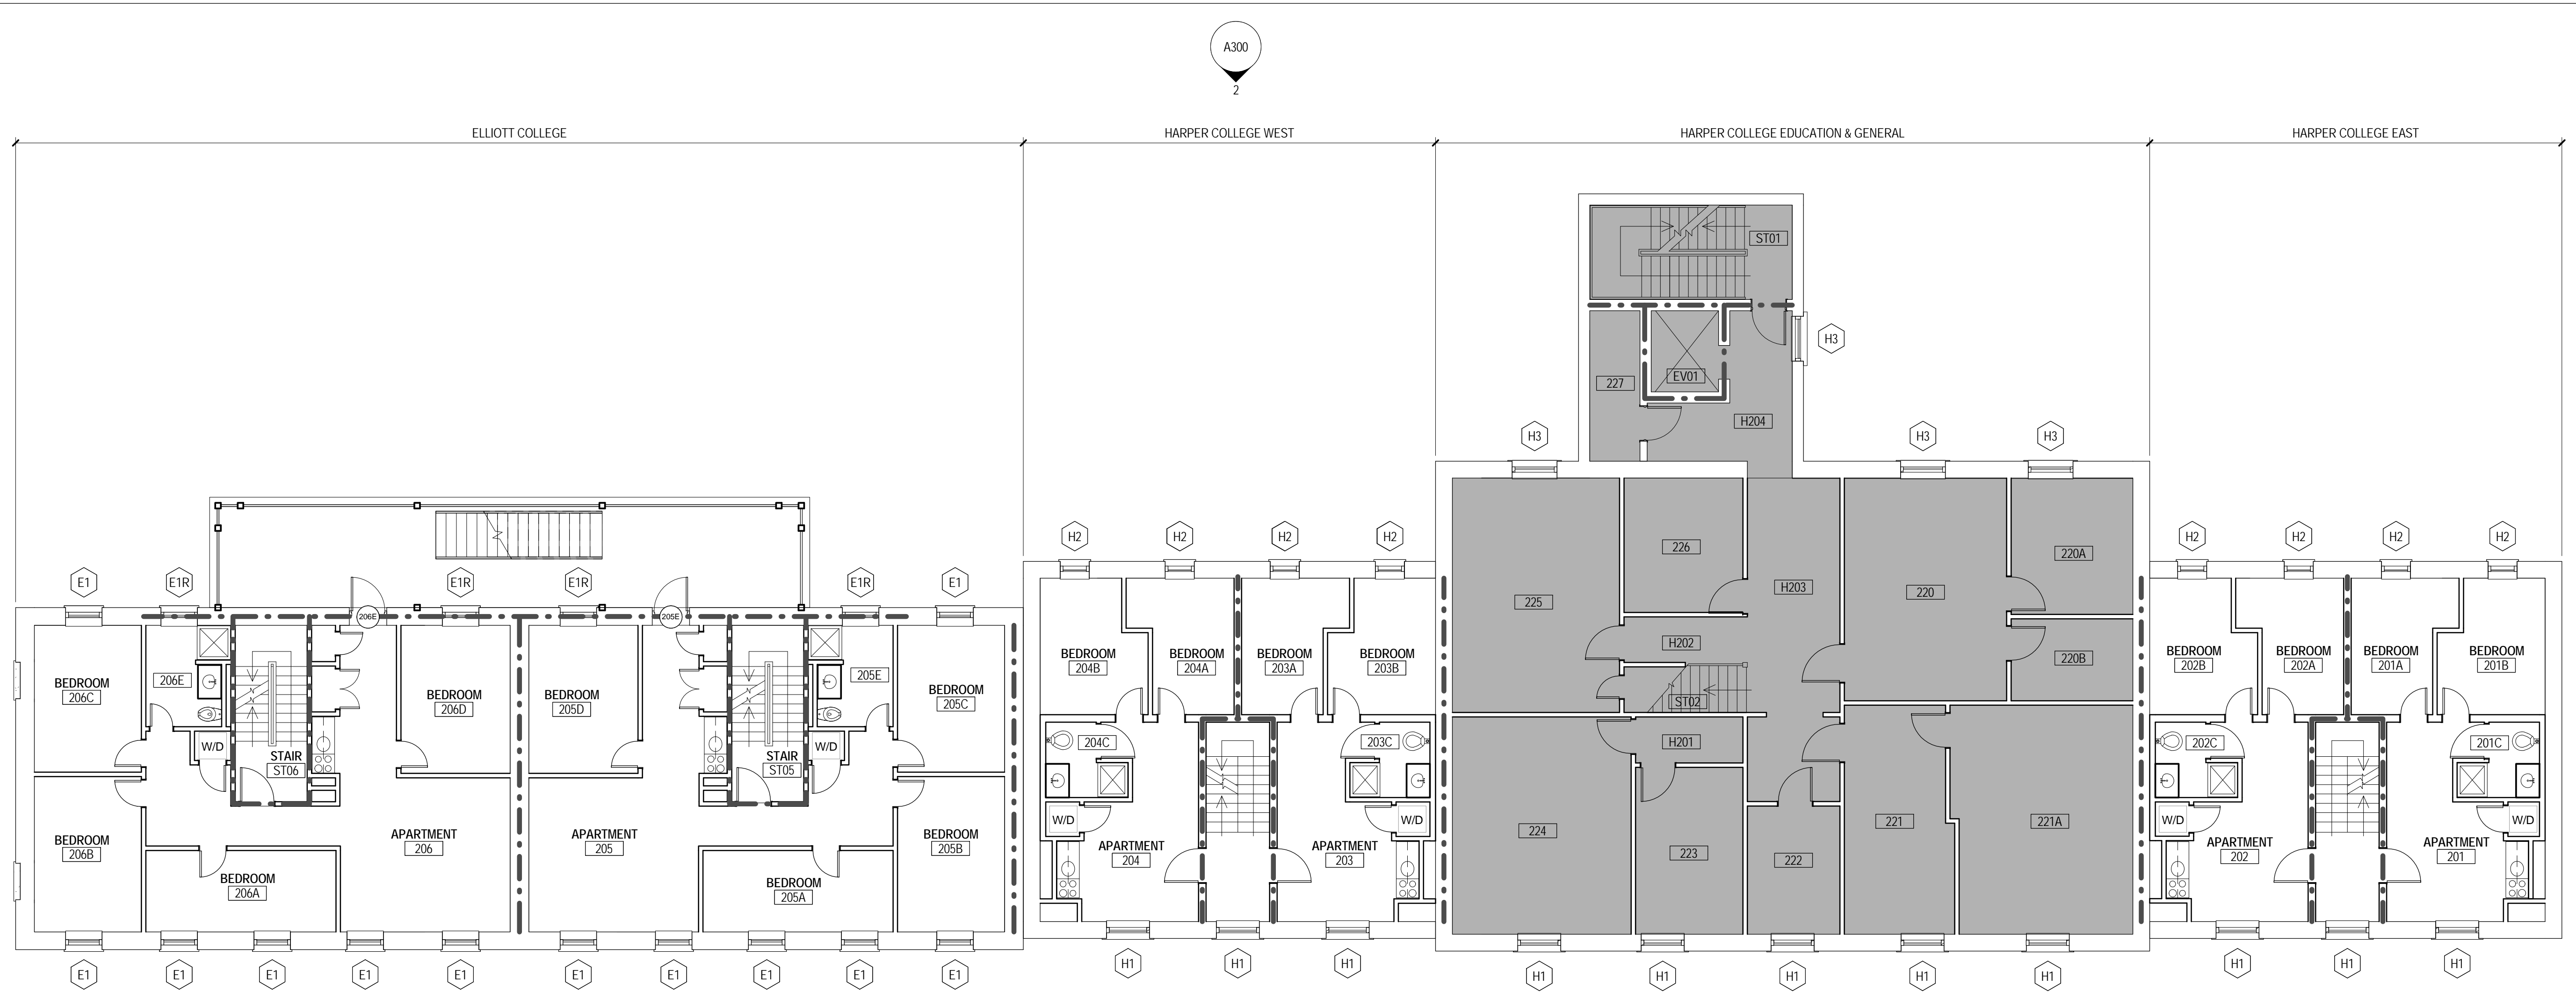 A300
2
ELLIOTT COLLEGE
HARPER COLLEGE WEST
HARPER COLLEGE EDUCATION & GENERAL
HARPER COLLEGE EAST
ST01
H3
227
EV01
H204
H3
H3
H3
226
225
H203
220
220A
H202
220B
ST02
H201
224
223
222
221
221A
H2
H2
H2
H2
H2
H2
H2
H2
E1
E1R
E1R
E1R
E1R
E1
206E
205E
BEDROOM
206C
206E
BEDROOM
206D
BEDROOM
205D
205E
BEDROOM
205C
W/D
STAIR
ST06
STAIR
ST05
W/D
BEDROOM
206B
APARTMENT
206
APARTMENT
205
BEDROOM
205B
BEDROOM
206A
BEDROOM
205A
BEDROOM
204B
BEDROOM
204A
BEDROOM
203A
BEDROOM
203B
204C
203C
W/D
W/D
APARTMENT
204
APARTMENT
203
BEDROOM
202B
BEDROOM
202A
BEDROOM
201A
BEDROOM
201B
202C
201C
W/D
W/D
APARTMENT
202
APARTMENT
201
E1
E1
E1
E1
E1
E1
E1
E1
E1
E1
H1
H1
H1
H1
H1
H1
H1
H1
H1
H1
H1